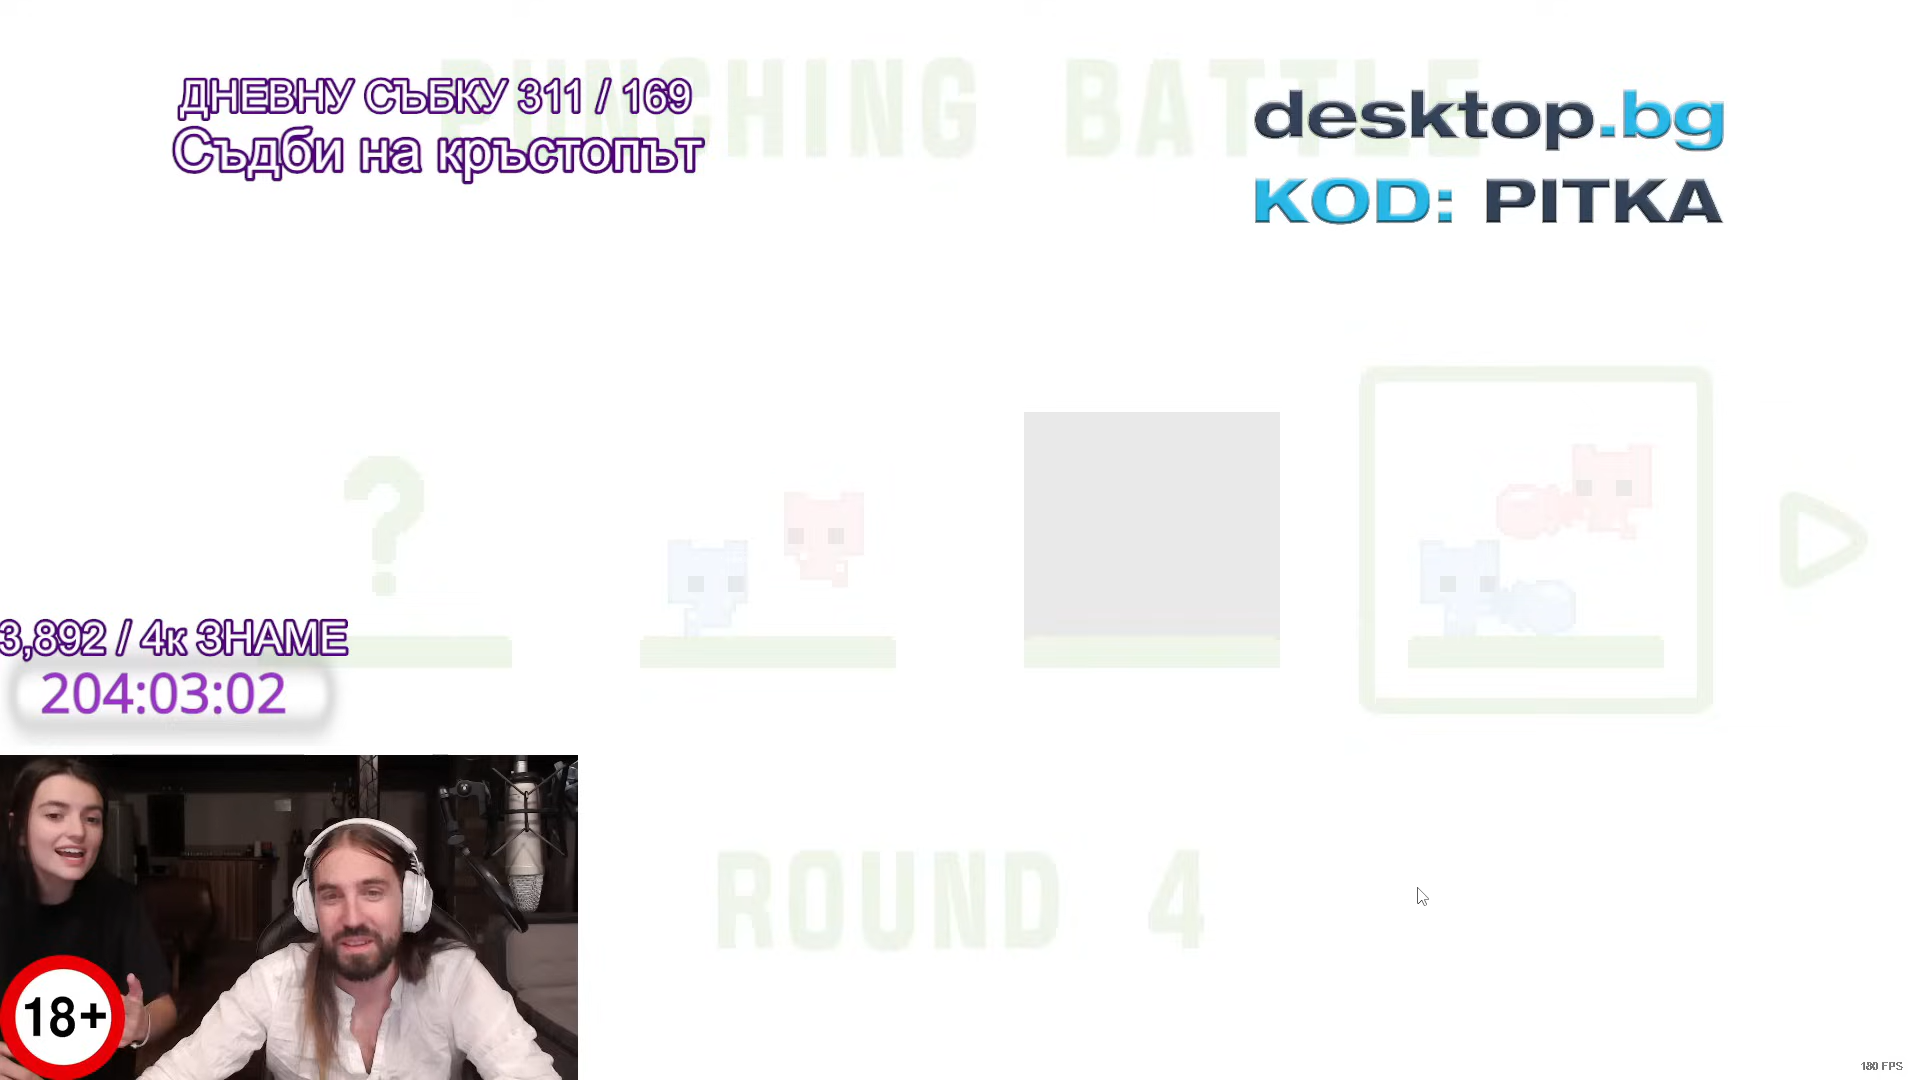 PUNCHING BATTLE
ДНЕВНУ СЪБКУ 311 / 169
Съдби на кръстопът
desktop.bg
KOD: PITKA
?
3,892 / 4к ЗНАМЕ
204:03:02
ROUND 4
18+
180 FPS